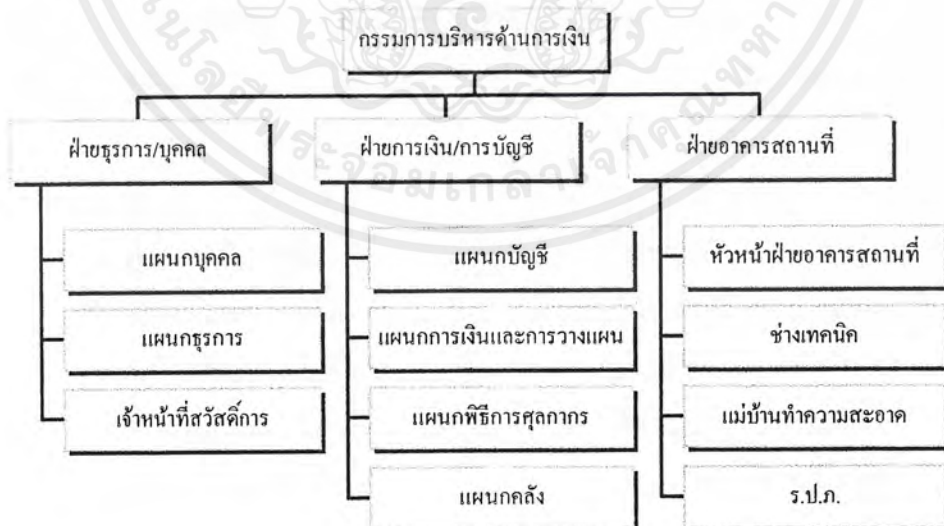 กรรมการบริหารด้านการเงิน
ฝ่ายธุรการ/บุคคล
ฝ่ายการเงิน/การบัญชี
ฝ่ายอาคารสถานที่
แผนกบุคคล
แผนกบัญชี
หัวหน้าฝ่ายอาคารสถานที่
แผนกธุรการ
แผนกการเงินและการวางแผน
ช่างเทคนิค
เจ้าหน้าที่สวัสดิ์การ
แผนกพิธีการศุลกากร
แม่บ้านทำความสะอาด
แผนกคลัง
ร.ป.ภ.